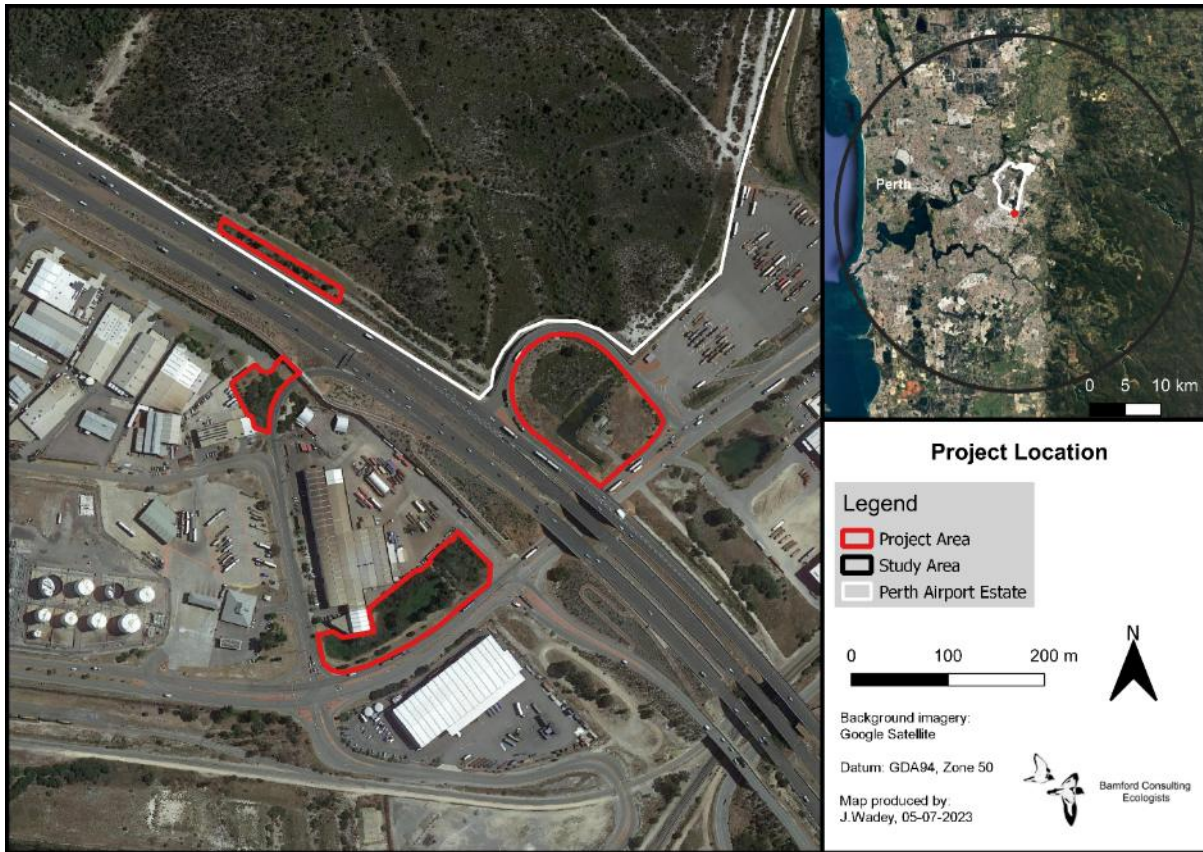 Perth
0 5 10 km
Project Location
Legend
Project Area
Study Area
Perth Airport Estate
0 100 200 m
N
Background imagery:
Google Satellite
Datum: GDA94, Zone 50
Map produced by:
J.Wadey, 05-07-2023
Bamford Consulting
Ecologists